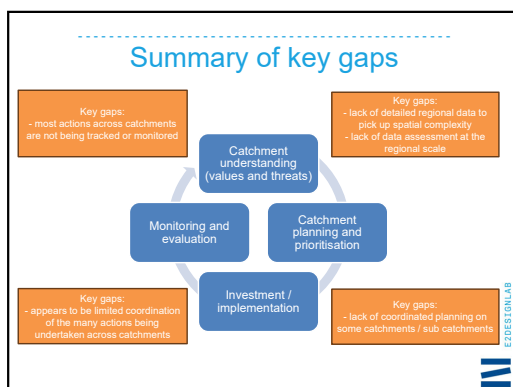 Summary of key gaps
Key gaps:
- most actions across catchments
are not being tracked or monitored
Key gaps:
- lack of detailed regional data to
pick up spatial complexity
- lack of data assessment at the
regional scale
Catchment
understanding
(values and threats)
Monitoring and
evaluation
Catchment
planning and
prioritisation
Investment /
implementation
Key gaps:
- appears to be limited coordination
of the many actions being
undertaken across catchments
Key gaps:
- lack of coordinated planning on
some catchments / sub catchments
E2DESIGNLAB